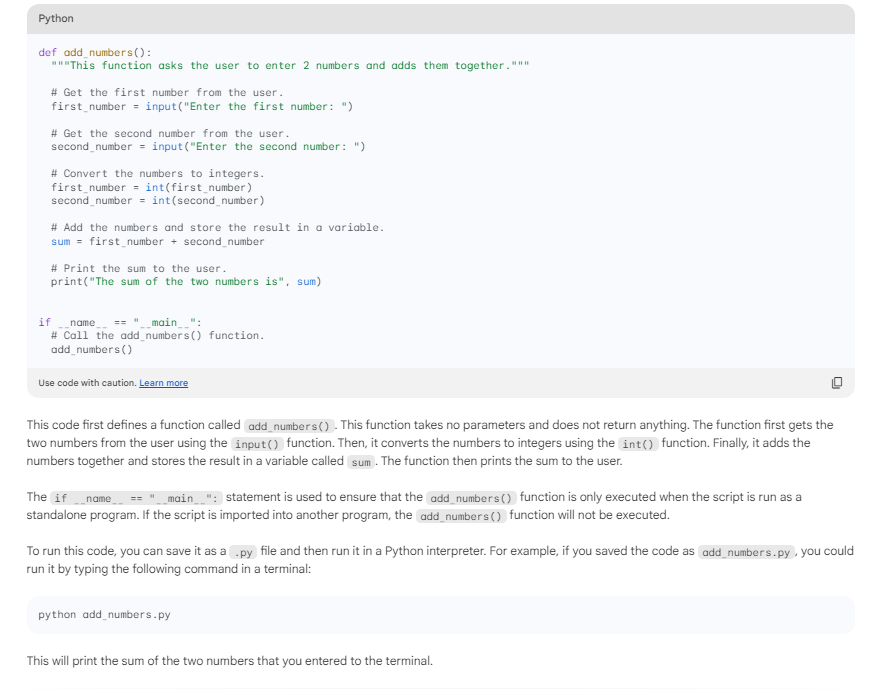 Python
def add_numbers():
"""This function asks the user to enter 2 numbers and adds them together."""
# Get the first number from the user.
first_number = input("Enter the first number: ")
# Get the second number from the user.
second_number = input("Enter the second number: ")
# Convert the numbers to integers.
first_number = int(first_number)
second_number = int(second_number)
# Add the numbers and store the result in a variable.
sum = first_number + second_number
# Print the sum to the user.
print("The sum of the two numbers is", sum)
if __name__ == "__main__":
# Call the add_numbers() function.
add_numbers()
Use code with caution. Learn more
This code first defines a function called add_numbers(). This function takes no parameters and does not return anything. The function first gets the
two numbers from the user using the input() function. Then, it converts the numbers to integers using the int() function. Finally, it adds the
numbers together and stores the result in a variable called sum. The function then prints the sum to the user.
The if __name__ == "__main__": statement is used to ensure that the add_numbers() function is only executed when the script is run as a
standalone program. If the script is imported into another program, the add_numbers() function will not be executed.
To run this code, you can save it as a .py file and then run it in a Python interpreter. For example, if you saved the code as add_numbers.py, you could
run it by typing the following command in a terminal:
python add_numbers.py
This will print the sum of the two numbers that you entered to the terminal.